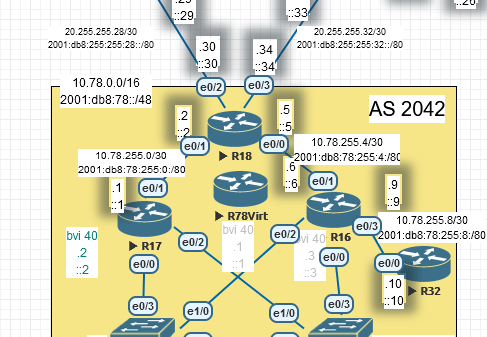 .29
::29
::33
::26
20.255.255.28/30
2001:db8:255:255:28::/80
20.255.255.32/30
2001:db8:255:255:32::/80
.30
::30
.34
::34
10.78.0.0/16
2001:db8:78::/48
e0/2
e0/3
AS 2042
.2
::2
.5
::5
R18
e0/1
e0/0
10.78.255.0/30
2001:db8:78:255:0:/80
10.78.255.4/30
2001:db8:78:255:4:/80
.6
::6
.1
::1
e0/1
e0/1
.9
::9
R78Virt
10.78.255.8/30
2001:db8:78:255:8:/80
R17
R16
e0/3
bvi 40
.2
::2
e0/2
bvi 40
.1
::1
e0/2
bvi 40
.3
::3
e0/0
e0/0
e0/0
R32
.10
::10
e0/3
e1/0
e1/0
e0/3